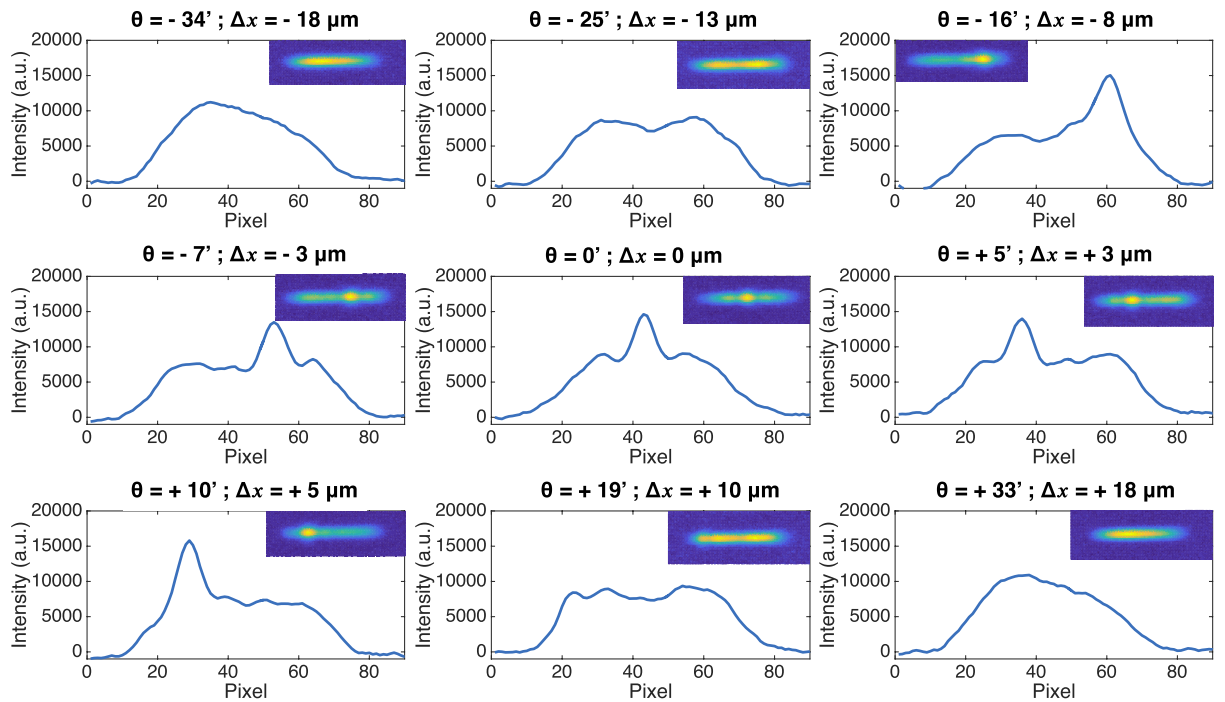 θ = - 34’ ; Δx = - 18 µm
20000
15000
10000
5000
0
Intensity (a.u.)
0 20 40 60 80
Pixel
θ = - 25’ ; Δx = - 13 µm
20000
15000
10000
5000
0
Intensity (a.u.)
0 20 40 60 80
Pixel
θ = - 16’ ; Δx = - 8 µm
20000
15000
10000
5000
0
Intensity (a.u.)
0 20 40 60 80
Pixel
θ = - 7’ ; Δx = - 3 µm
20000
15000
10000
5000
0
Intensity (a.u.)
0 20 40 60 80
Pixel
θ = 0’ ; Δx = 0 µm
20000
15000
10000
5000
0
Intensity (a.u.)
0 20 40 60 80
Pixel
θ = + 5’ ; Δx = + 3 µm
20000
15000
10000
5000
0
Intensity (a.u.)
0 20 40 60 80
Pixel
θ = + 10’ ; Δx = + 5 µm
20000
15000
10000
5000
0
Intensity (a.u.)
0 20 40 60 80
Pixel
θ = + 19’ ; Δx = + 10 µm
20000
15000
10000
5000
0
Intensity (a.u.)
0 20 40 60 80
Pixel
θ = + 33’ ; Δx = + 18 µm
20000
15000
10000
5000
0
Intensity (a.u.)
0 20 40 60 80
Pixel